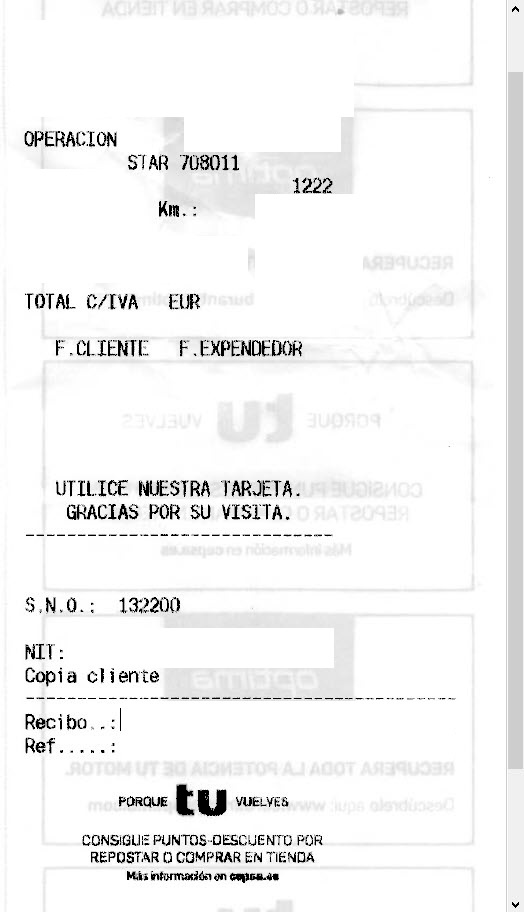 REPOSTAR O COMPRAR EN TIENDA
OPERACION
optima
STAR 708011
1222
Km.:
RECUPERA
Descúbrelo
TOTAL C/IVA EUR
F.CLIENTE F.EXPENDEDOR
PORQUE tu VUELVES
UTILICE NUESTRA TARJETA.
CONSIGUE
GRACIAS POR SU VISITA.
REPOSTAR O
Más información en cepsa.es
S.N.O.: 132200
NIT:
Copia cliente
optima
Recibo..:
Ref.....:
RECUPERA TODA LA POTENCIA DE TU MOTOR.
Descúbrelo aquí:
PORQUE tu VUELVES
CONSIGUE PUNTOS-DESCUENTO POR
REPOSTAR O COMPRAR EN TIENDA
Más información en cepsa.es
tu